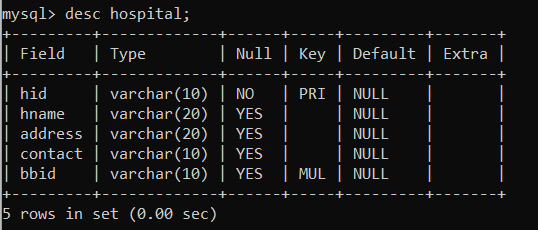 mysql> desc hospital;
+---------+-------------+------+-----+---------+-------+
| Field   | Type        | Null | Key | Default | Extra |
+---------+-------------+------+-----+---------+-------+
| hid     | varchar(10) | NO   | PRI | NULL    |       |
| hname   | varchar(20) | YES  |     | NULL    |       |
| address | varchar(20) | YES  |     | NULL    |       |
| contact | varchar(10) | YES  |     | NULL    |       |
| bbid    | varchar(10) | YES  | MUL | NULL    |       |
+---------+-------------+------+-----+---------+-------+
5 rows in set (0.00 sec)